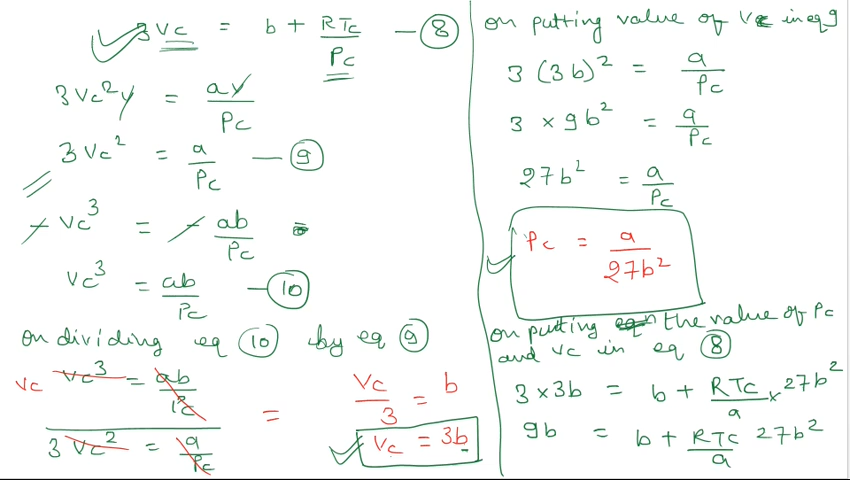 3Vc = b + RTc/Pc — ⑧
3Vc²y = ay/Pc
3Vc² = a/Pc — ⑨
-Vc³ = -ab/Pc
Vc³ = ab/Pc — ⑩
on dividing eq ⑩ by eq ⑨
Vc Vc³ = ab/Pc
3Vc² = a/Pc
= Vc/3 = b
Vc = 3b
on putting value of Vc in eq 9
3 (3b)² = a/Pc
3 × 9b² = a/Pc
27b² = a/Pc
Pc = a/27b²
on putting eqn the value of Pc
and Vc in eq ⑧
3 × 3b = b + RTc/a × 27b²
9b = b + RTc/a 27b²